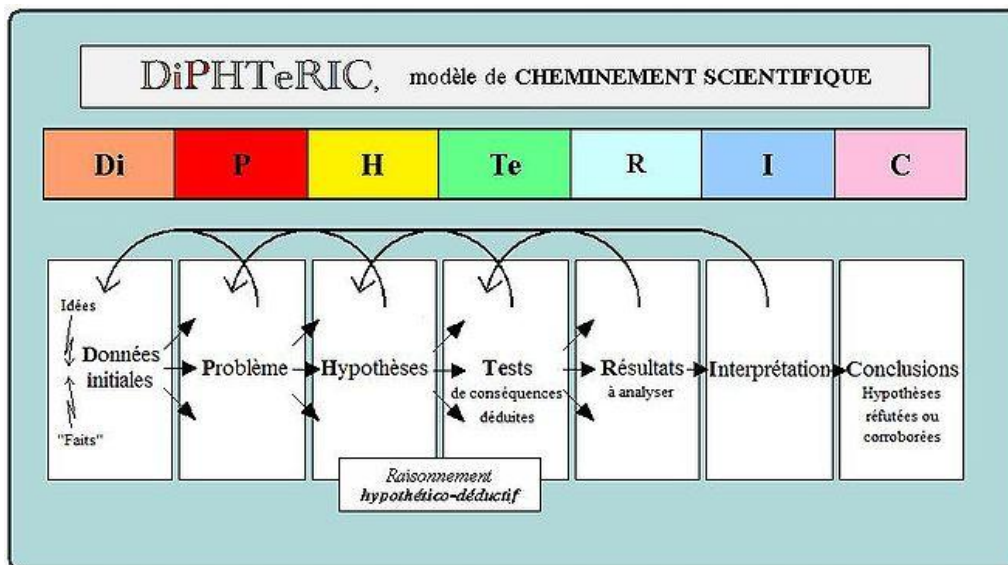 DiPHTeRIC, modèle de CHEMINEMENT SCIENTIFIQUE
Di P H Te R I C
Idées
Données
initiales
"Faits"
Problème
Hypothèses
Tests
de conséquences
déduites
Résultats
à analyser
Interprétation
Conclusions
Hypothèses
réfutées ou
corroborées
Raisonnement
hypothético-déductif